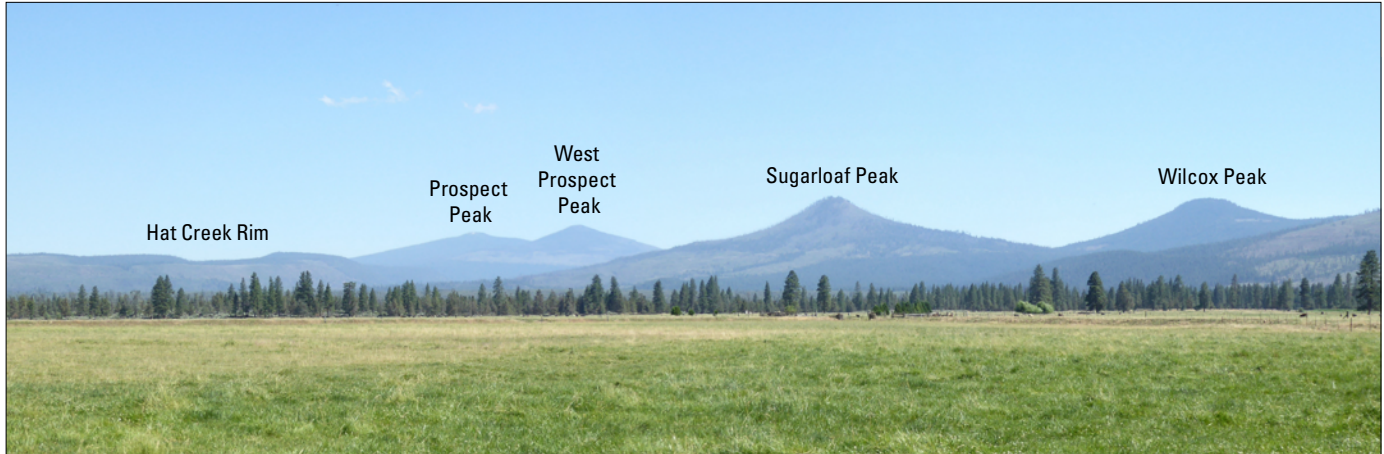 Hat Creek Rim
Prospect
Peak
West
Prospect
Peak
Sugarloaf Peak
Wilcox Peak